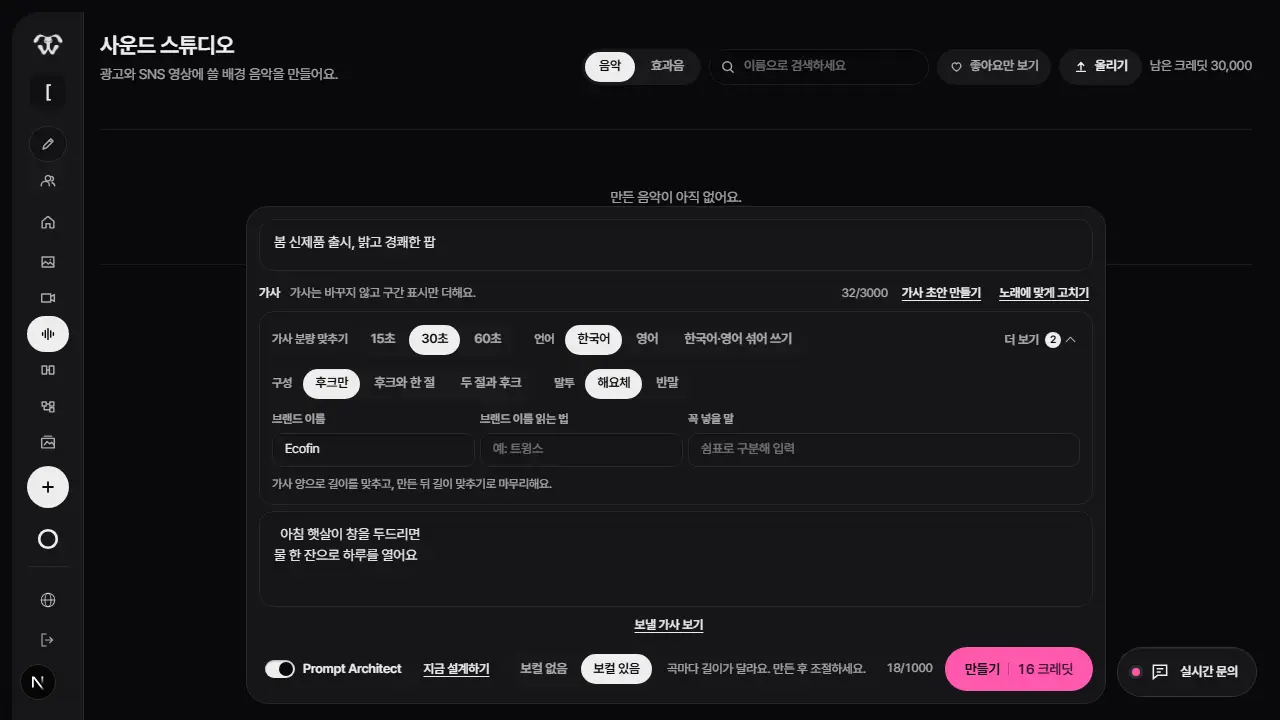 사운드 스튜디오
광고와 SNS 영상에 쓸 배경 음악을 만들어요.
음악 효과음 이름으로 검색하세요 좋아요만 보기 올리기 남은 크레딧 30,000
[
만든 음악이 아직 없어요.
봄 신제품 출시, 밝고 경쾌한 팝
가사 가사는 바꾸지 않고 구간 표시만 더해요. 32/3000 가사 초안 만들기 노래에 맞게 고치기
가사 분량 맞추기 15초 30초 60초 언어 한국어 영어 한국어·영어 섞어 쓰기 더 보기 2
구성 후크만 후크와 한 절 두 절과 후크 말투 해요체 반말
브랜드 이름 브랜드 이름 읽는 법 꼭 넣을 말
Ecofin 예: 트윙스 쉼표로 구분해 입력
가사 양으로 길이를 맞추고, 만든 뒤 길이 맞추기로 마무리해요.
아침 햇살이 창을 두드리면
물 한 잔으로 하루를 열어요
보낼 가사 보기
Prompt Architect 지금 설계하기 보컬 없음 보컬 있음 곡마다 길이가 달라요. 만든 후 조절하세요. 18/1000 만들기 16 크레딧
실시간 문의
N